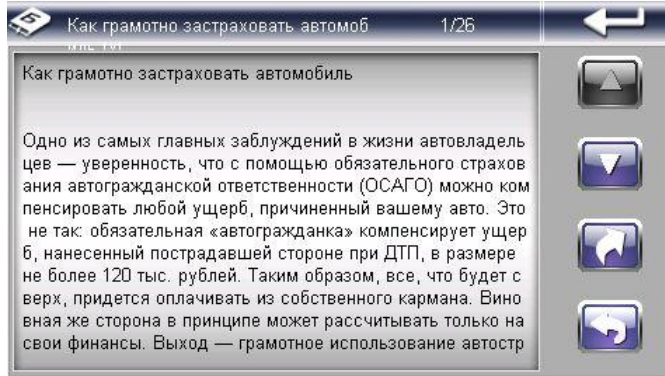 Как грамотно застраховать автомоб
1/26
Как грамотно застраховать автомобиль
Одно из самых главных заблуждений в жизни автовладель
цев — уверенность, что с помощью обязательного страхов
ания автогражданской ответственности (ОСАГО) можно ком
пенсировать любой ущерб, причиненный вашему авто. Это
не так: обязательная «автогражданка» компенсирует ущер
б, нанесенный пострадавшей стороне при ДТП, в размере
не более 120 тыс. рублей. Таким образом, все, что будет с
верх, придется оплачивать из собственного кармана. Вино
вная же сторона в принципе может рассчитывать только на
свои финансы. Выход — грамотное использование автостр